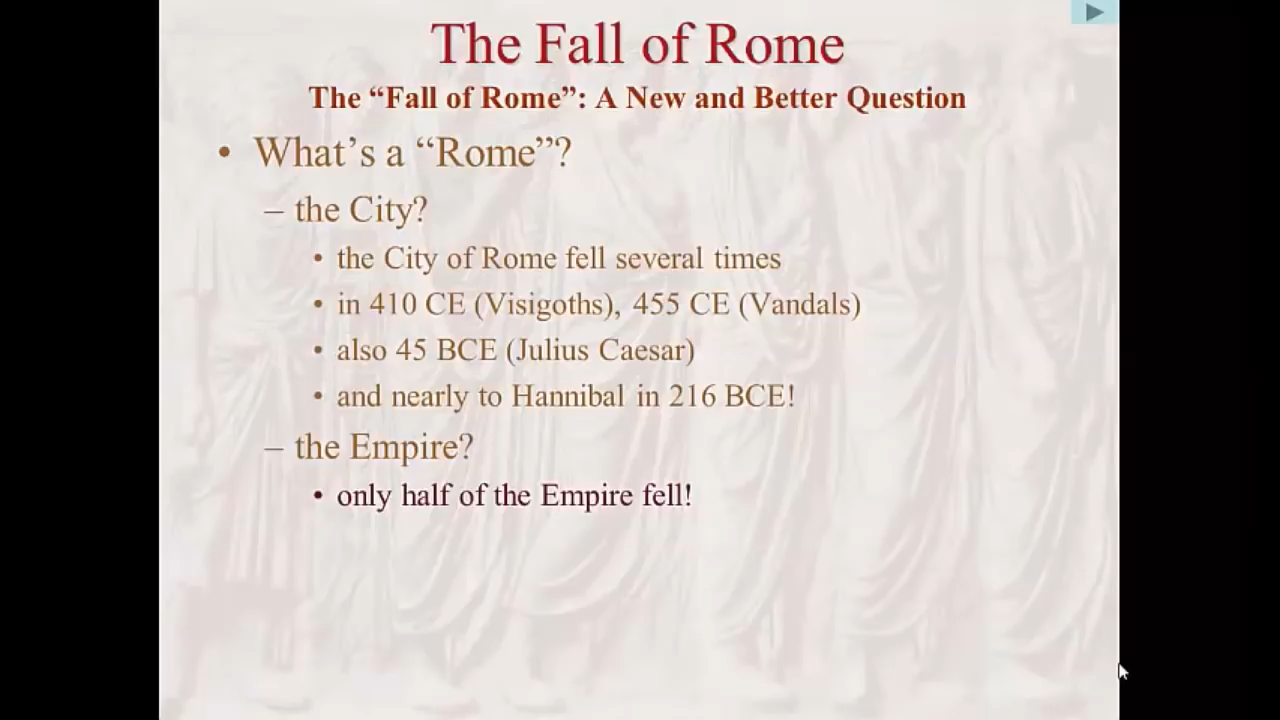 The Fall of Rome
The “Fall of Rome”: A New and Better Question
• What’s a “Rome”?
– the City?
• the City of Rome fell several times
• in 410 CE (Visigoths), 455 CE (Vandals)
• also 45 BCE (Julius Caesar)
• and nearly to Hannibal in 216 BCE!
– the Empire?
• only half of the Empire fell!